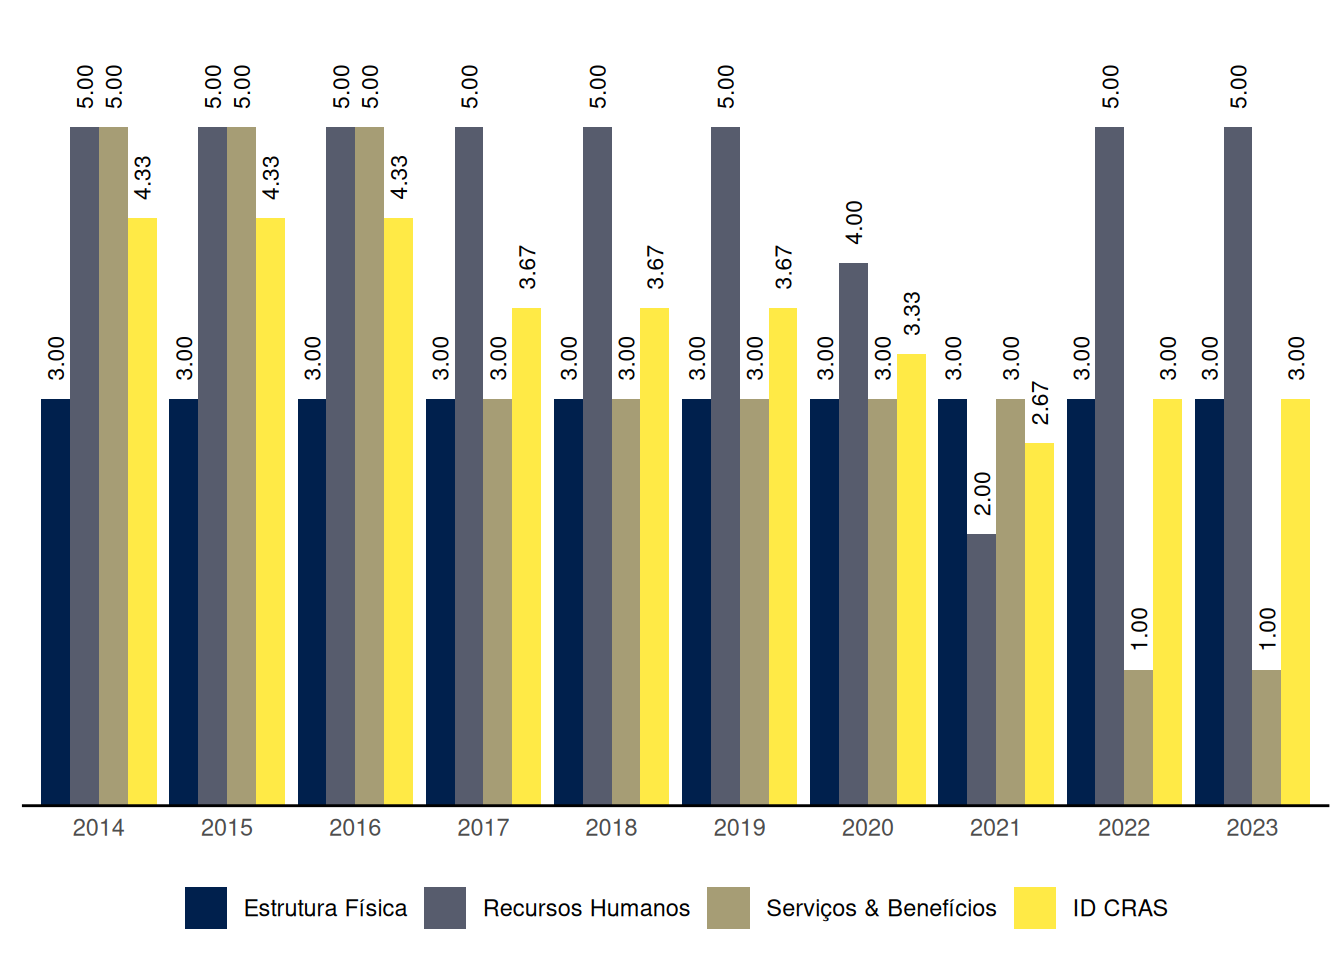 5.00 5.00 5.00 5.00 5.00 5.00 5.00 5.00 5.00 5.00 5.00
4.33 4.33 4.33
4.00
3.67 3.67 3.67
3.33
3.00 3.00 3.00 3.00 3.00 3.00 3.00 3.00 3.00 3.00 3.00 3.00 3.00 3.00 3.00 3.00 3.00
2.67
2.00
1.00 1.00
2014 2015 2016 2017 2018 2019 2020 2021 2022 2023
Estrutura Física Recursos Humanos Serviços & Benefícios ID CRAS